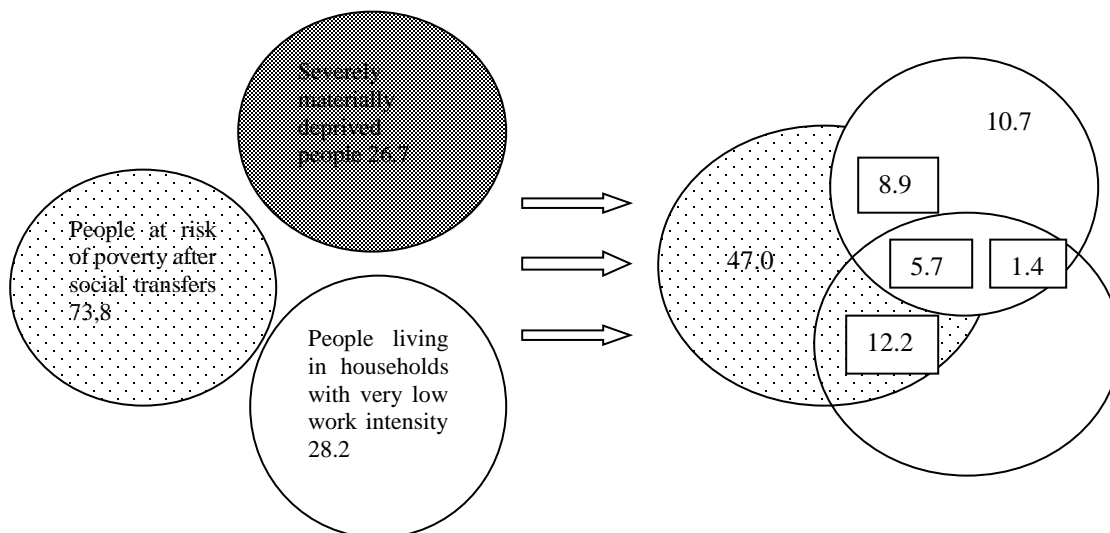 Severely
materially
deprived
people 26.7
People at risk
of poverty after
social transfers
73,8
People living
in households
with very low
work intensity
28.2
10.7
8.9
47.0
5.7
1.4
12.2